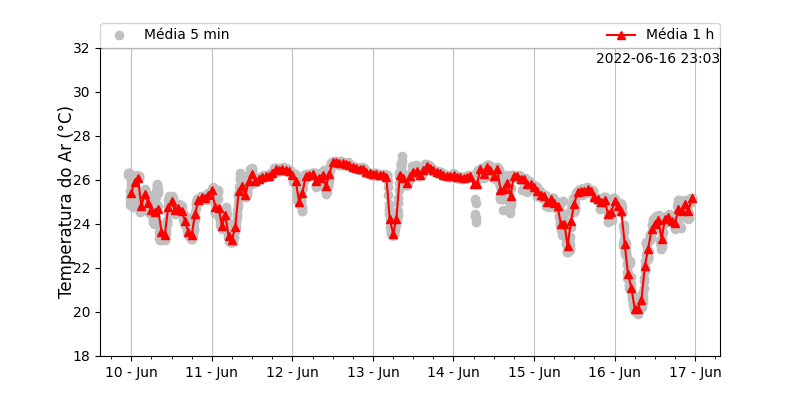 Média 5 min
Média 1 h
2022-06-16 23:03
Temperatura do Ar (°C)
32
30
28
26
24
22
20
18
10 - Jun
11 - Jun
12 - Jun
13 - Jun
14 - Jun
15 - Jun
16 - Jun
17 - Jun